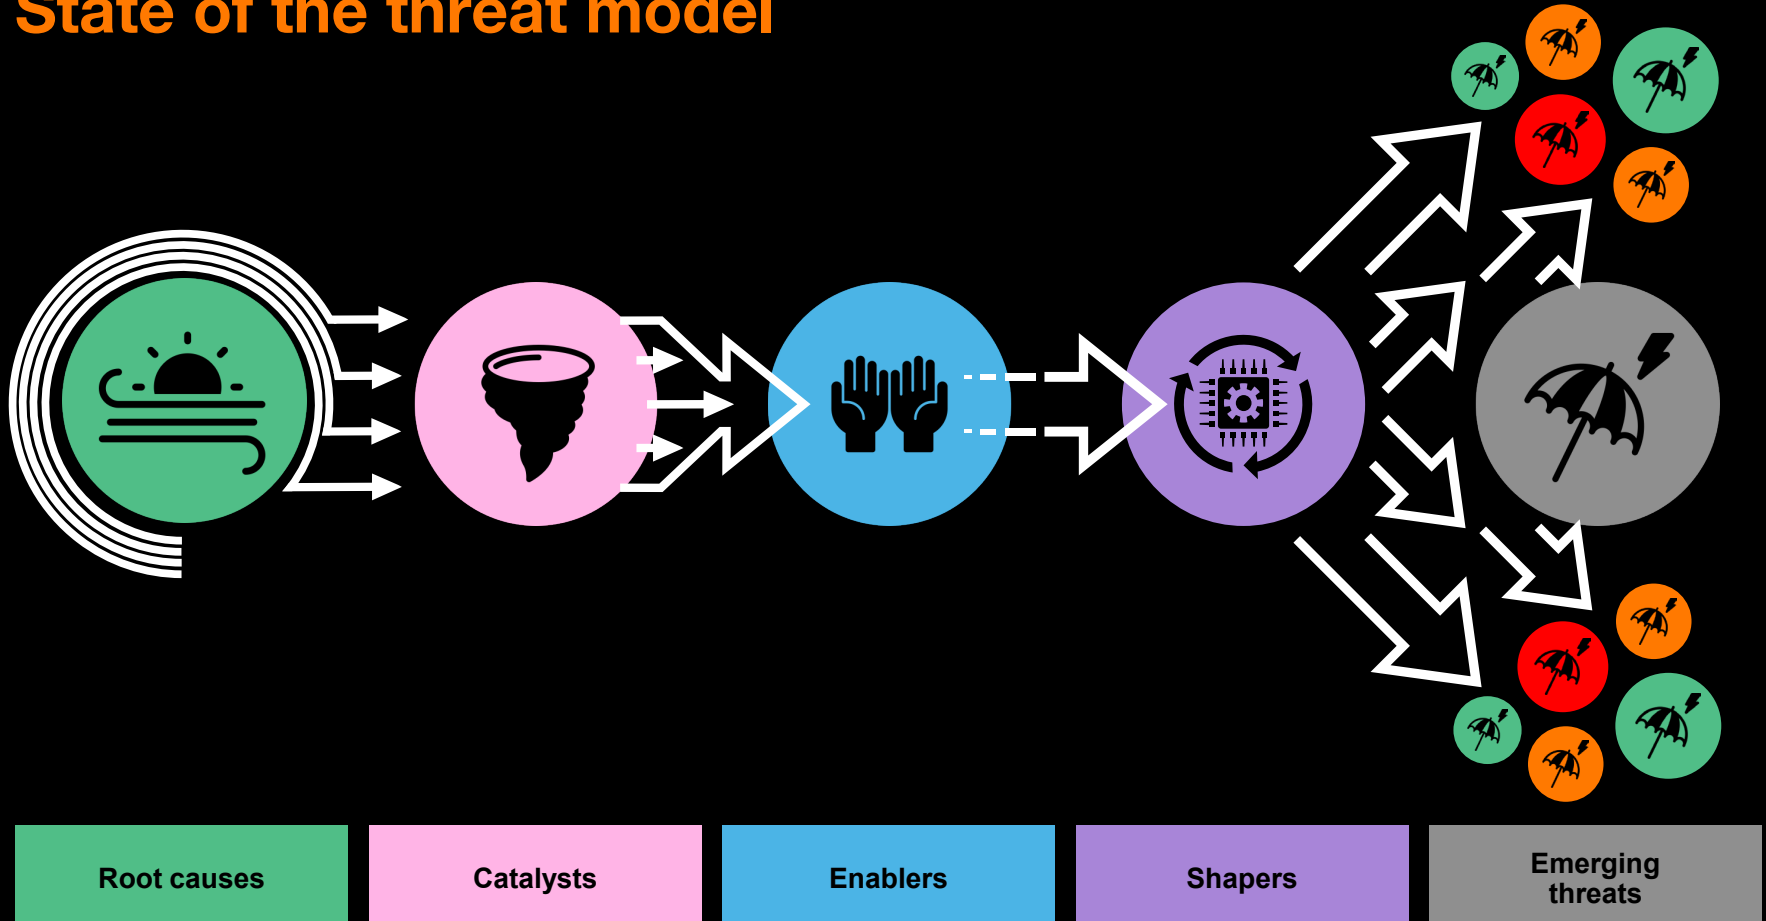 State of the threat model
Root causes
Catalysts
Enablers
Shapers
Emerging
threats